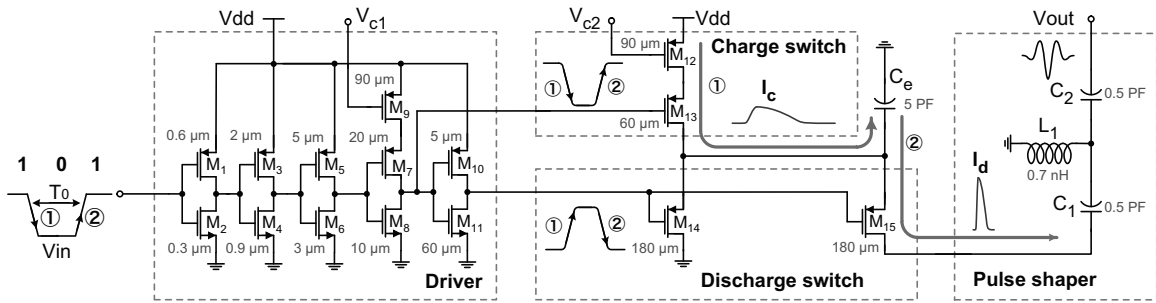 Vdd
Vc1
Vc2
Vdd
Vout
90 μm
M12
Charge switch
①
②
①
Ic
Ce
5 PF
C2
0.5 PF
90 μm
M9
60 μm
M13
0.6 μm
2 μm
5 μm
20 μm
5 μm
M1
M3
M5
M7
M10
②
L1
0.7 nH
Id
C1
0.5 PF
1 0 1
T0
①
②
Vin
M2
M4
M6
M8
M11
0.3 μm
0.9 μm
3 μm
10 μm
60 μm
Driver
①
②
M14
180 μm
M15
180 μm
Discharge switch
Pulse shaper